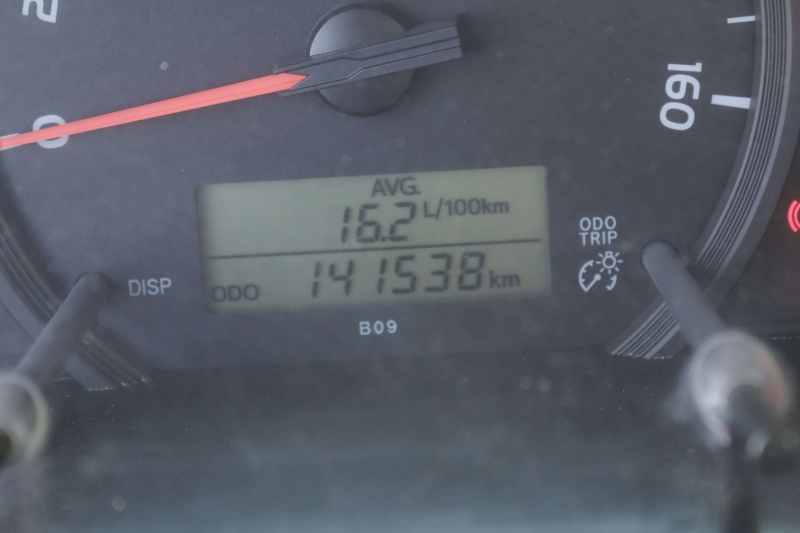 2
0
160
AVG.
16.2 L/100km
ODO 141538 km
DISP
ODO
TRIP
B09